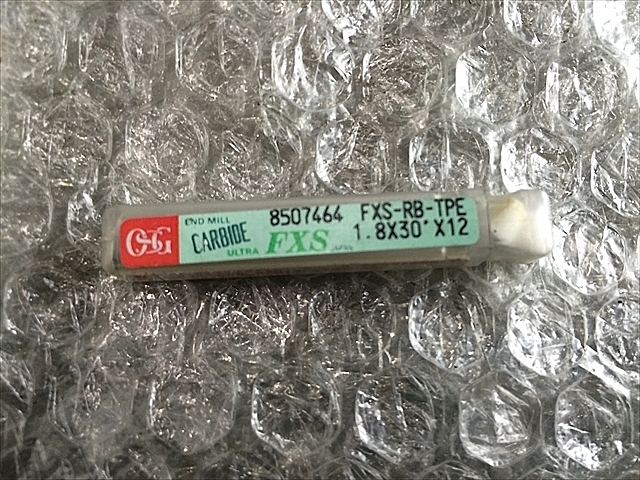 OSG
END MILL
CARBIDE
ULTRA FXS JAPAN
8507464 FXS-RB-TPE
1.8X30°X12